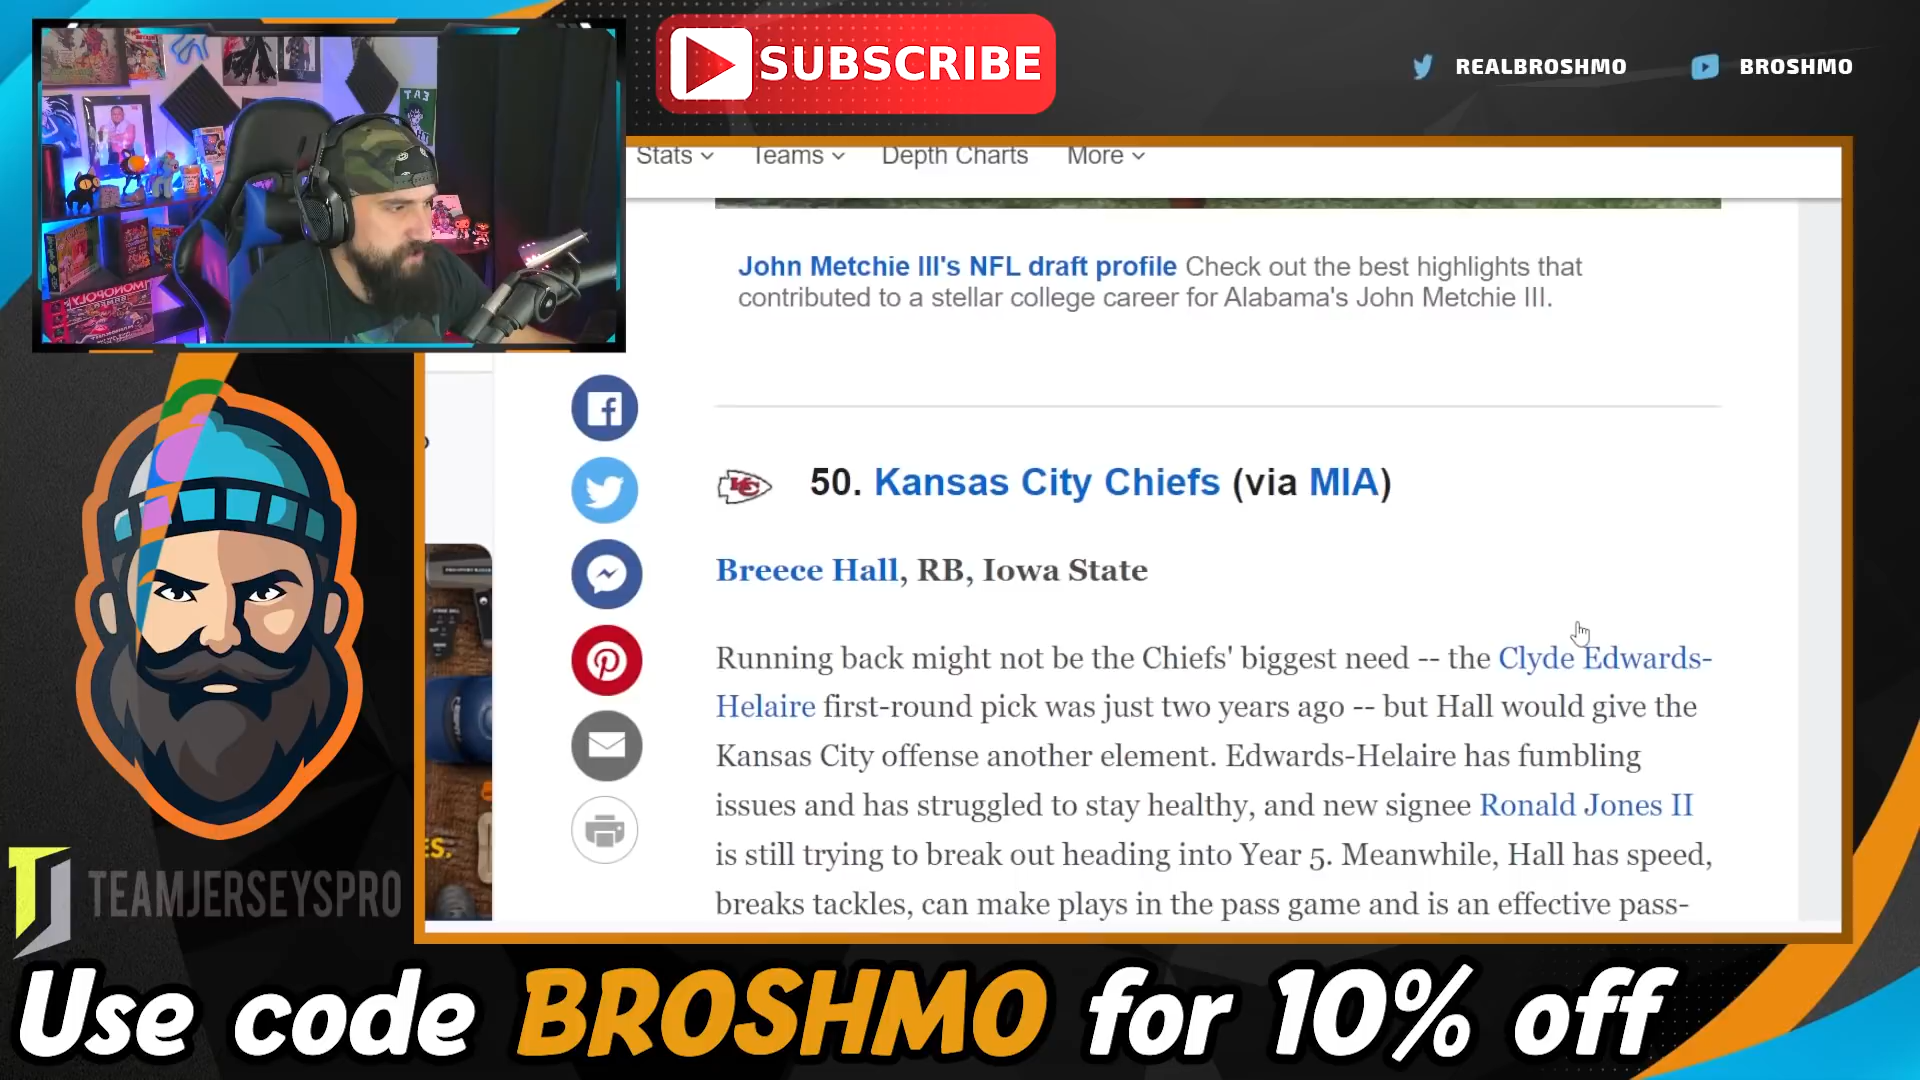 SUBSCRIBE
REALBROSHMO
BROSHMO
EAT
MONOPOLY
Stats
Teams
Depth Charts
More
John Metchie III's NFL draft profile Check out the best highlights that
contributed to a stellar college career for Alabama's John Metchie III.
50. Kansas City Chiefs (via MIA)
Breece Hall, RB, Iowa State
Running back might not be the Chiefs' biggest need -- the Clyde Edwards-
Helaire first-round pick was just two years ago -- but Hall would give the
Kansas City offense another element. Edwards-Helaire has fumbling
issues and has struggled to stay healthy, and new signee Ronald Jones II
is still trying to break out heading into Year 5. Meanwhile, Hall has speed,
breaks tackles, can make plays in the pass game and is an effective pass-
KC
ES.
TJ TEAMJERSEYSPRO
Use code BROSHMO for 10% off